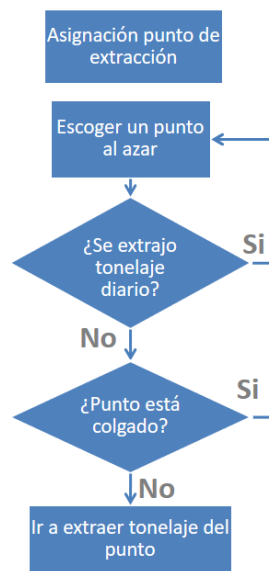 Asignación punto de
extracción
Escoger un punto
al azar
¿Se extrajo
tonelaje
diario?
Si
No
¿Punto está
colgado?
Si
No
Ir a extraer tonelaje del
punto